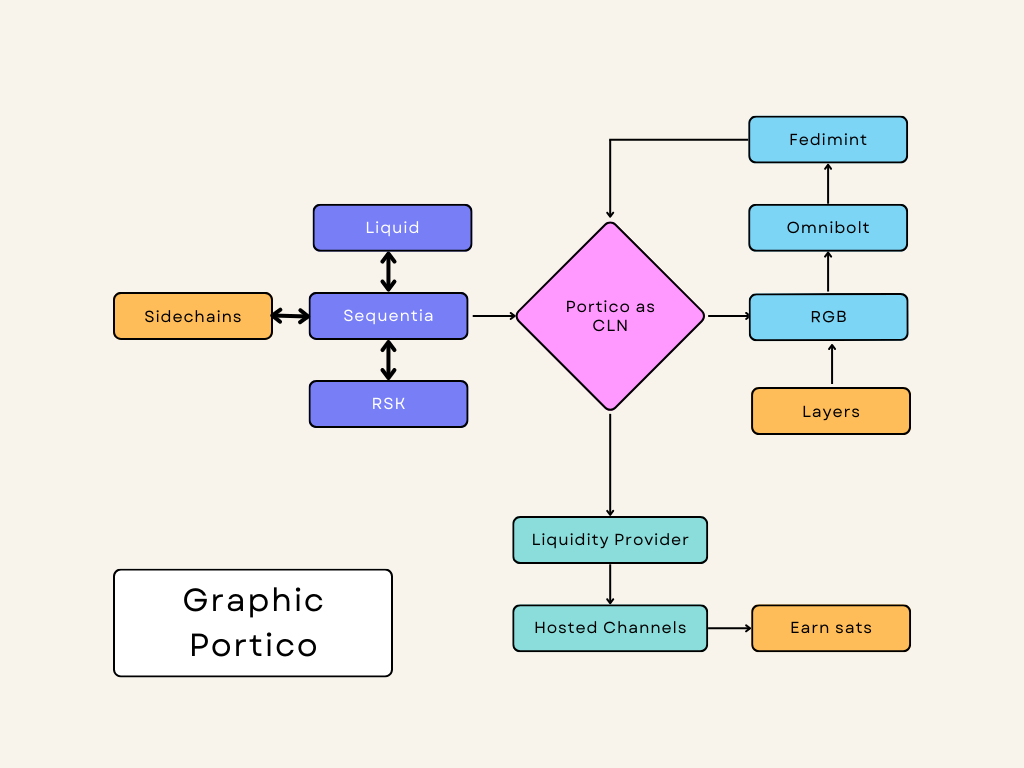 Fedimint
Liquid
Omnibolt
Sidechains
Sequentia
Portico as
CLN
RGB
RSK
Layers
Liquidity Provider
Graphic
Portico
Hosted Channels
Earn sats